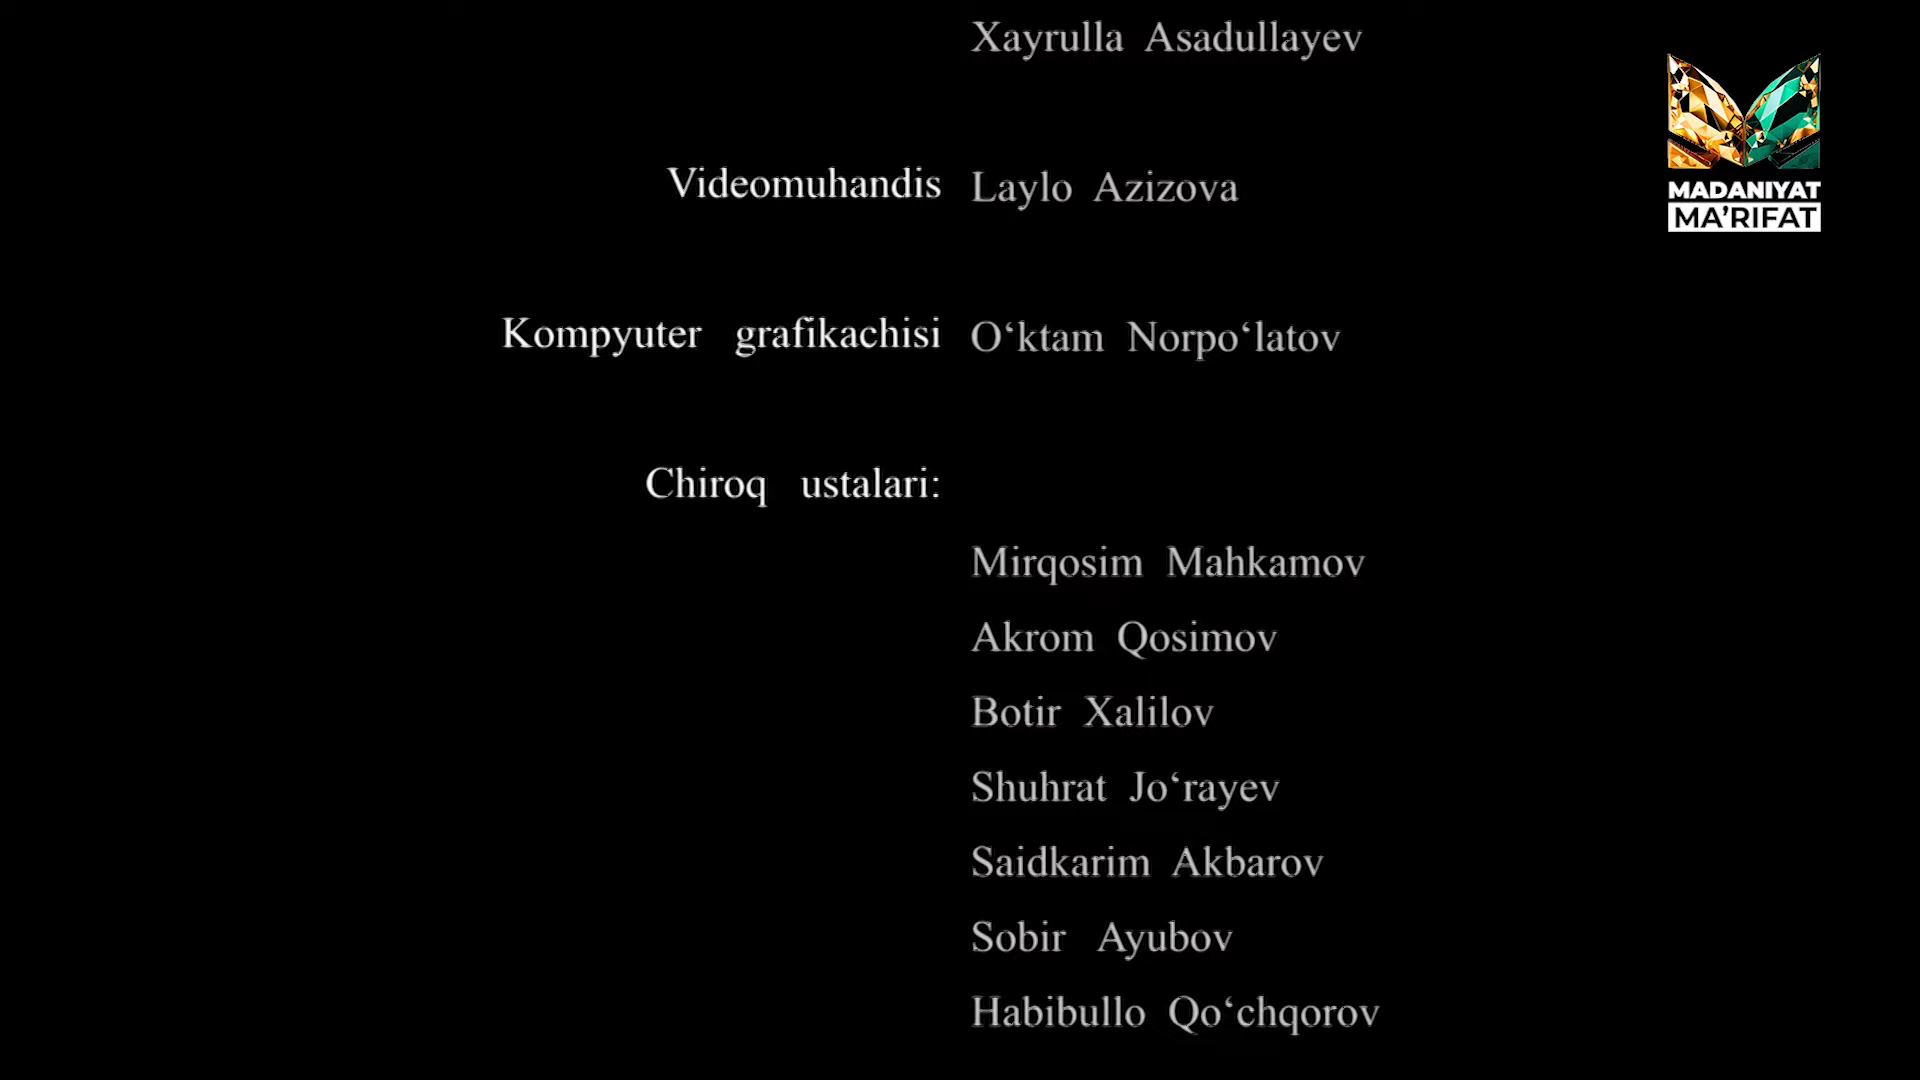 Xayrulla Asadullayev
Videomuhandis Laylo Azizova
Kompyuter grafikachisi O‘ktam Norpo‘latov
Chiroq ustalari:
Mirqosim Mahkamov
Akrom Qosimov
Botir Xalilov
Shuhrat Jo‘rayev
Saidkarim Akbarov
Sobir Ayubov
Habibullo Qo‘chqorov
MADANIYAT
MA’RIFAT